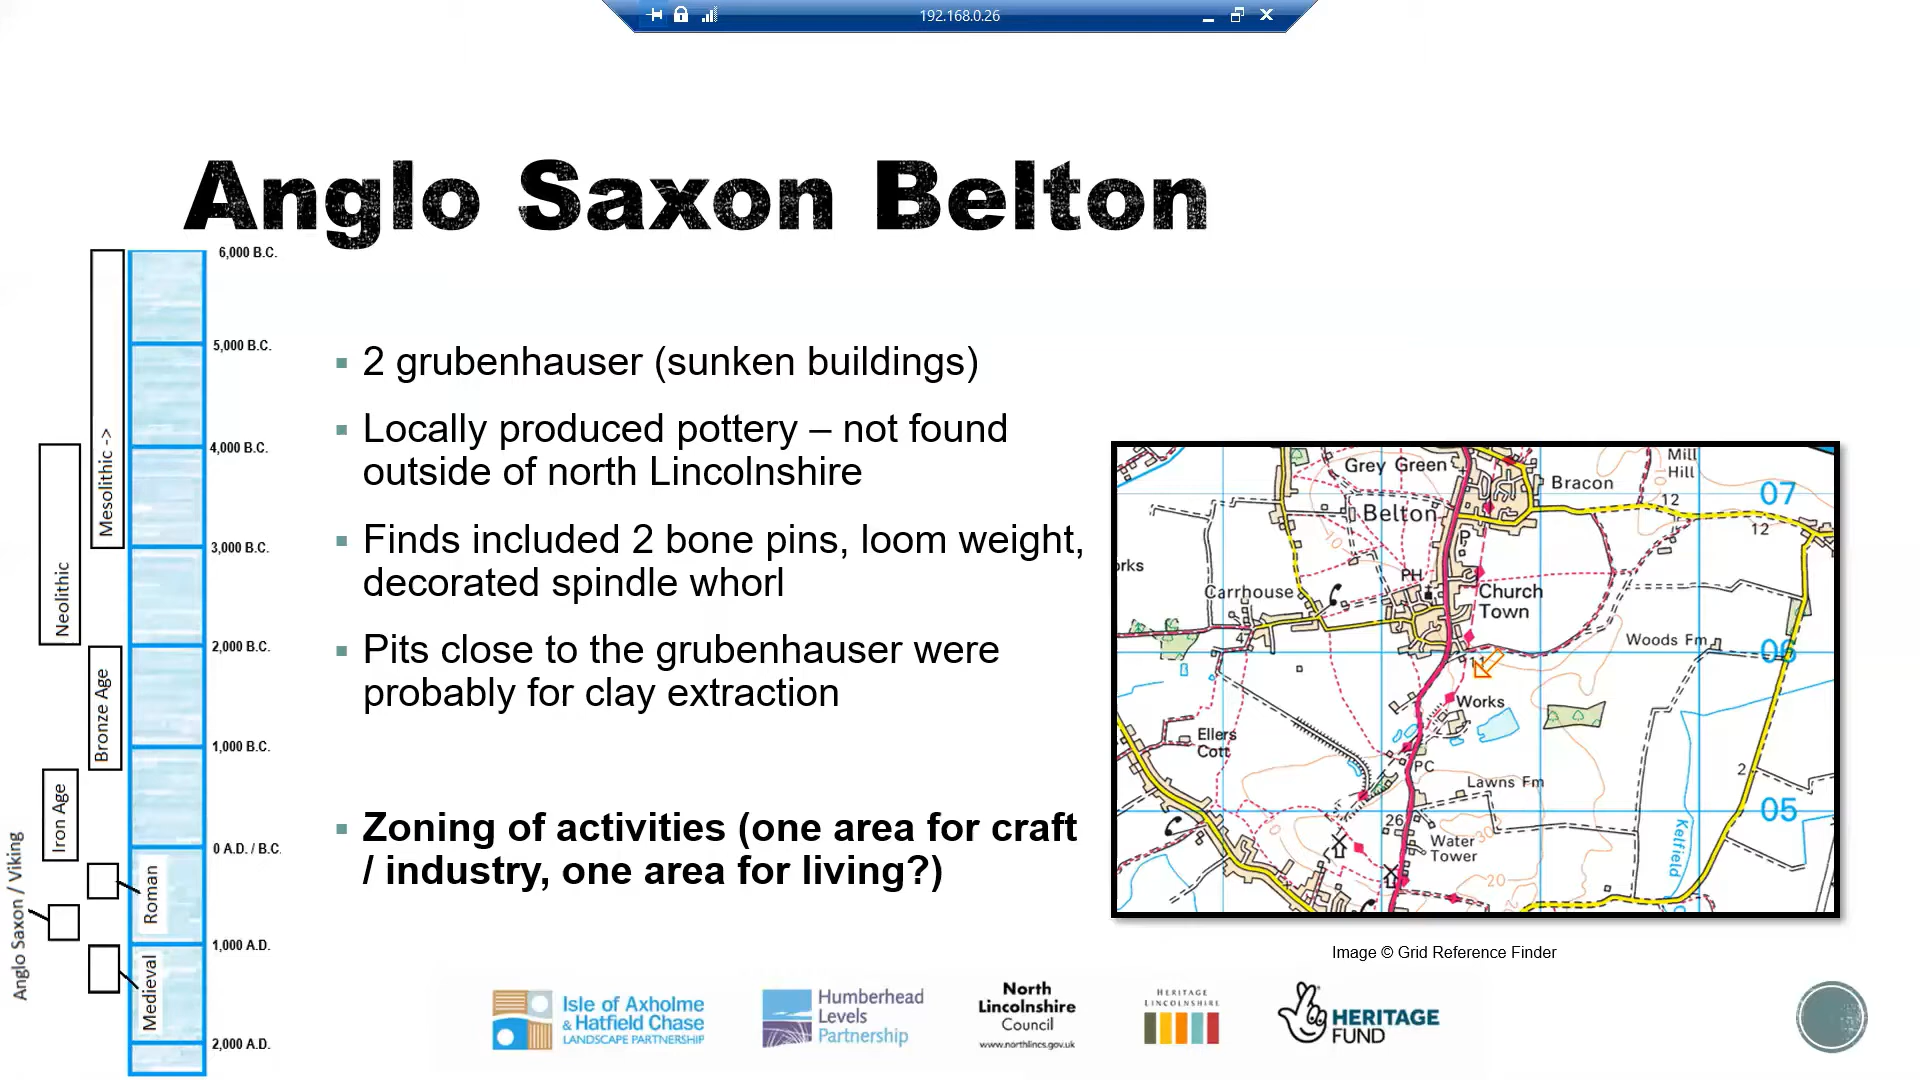 192.168.0.26
Anglo Saxon Belton
6,000 B.C.
5,000 B.C.
4,000 B.C.
3,000 B.C.
2,000 B.C.
1,000 B.C.
0 A.D. / B.C.
1,000 A.D.
2,000 A.D.
Mesolithic ->
Neolithic
Bronze Age
Iron Age
Roman
Anglo Saxon / Viking
Medieval
2 grubenhauser (sunken buildings)
Locally produced pottery – not found
outside of north Lincolnshire
Finds included 2 bone pins, loom weight,
decorated spindle whorl
Pits close to the grubenhauser were
probably for clay extraction
Zoning of activities (one area for craft
/ industry, one area for living?)
Grey Green
Mill
Hill
Bracon
07
12
Belton
12
10
P
orks
PH
Church
Town
Carrhouse
47
Woods Fm
06
11
Works
Ellers
Cott
PC
2
Lawns Fm
05
26
30
Water
Tower
Kelfield
20
Image © Grid Reference Finder
Isle of Axholme
& Hatfield Chase
LANDSCAPE PARTNERSHIP
Humberhead
Levels
Partnership
North
Lincolnshire
Council
www.northlincs.gov.uk
HERITAGE
LINCOLNSHIRE
HERITAGE
FUND